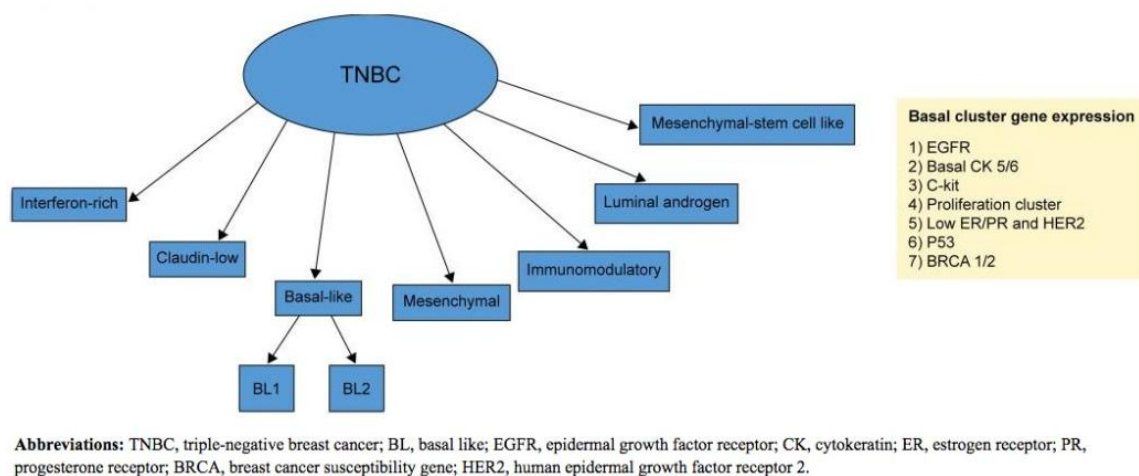 TNBC
Mesenchymal-stem cell like
Interferon-rich
Luminal androgen
Claudin-low
Immunomodulatory
Basal-like
Mesenchymal
BL1
BL2
Basal cluster gene expression
1) EGFR
2) Basal CK 5/6
3) C-kit
4) Proliferation cluster
5) Low ER/PR and HER2
6) P53
7) BRCA 1/2
Abbreviations: TNBC, triple-negative breast cancer; BL, basal like; EGFR, epidermal growth factor receptor; CK, cytokeratin; ER, estrogen receptor; PR,
progesterone receptor; BRCA, breast cancer susceptibility gene; HER2, human epidermal growth factor receptor 2.